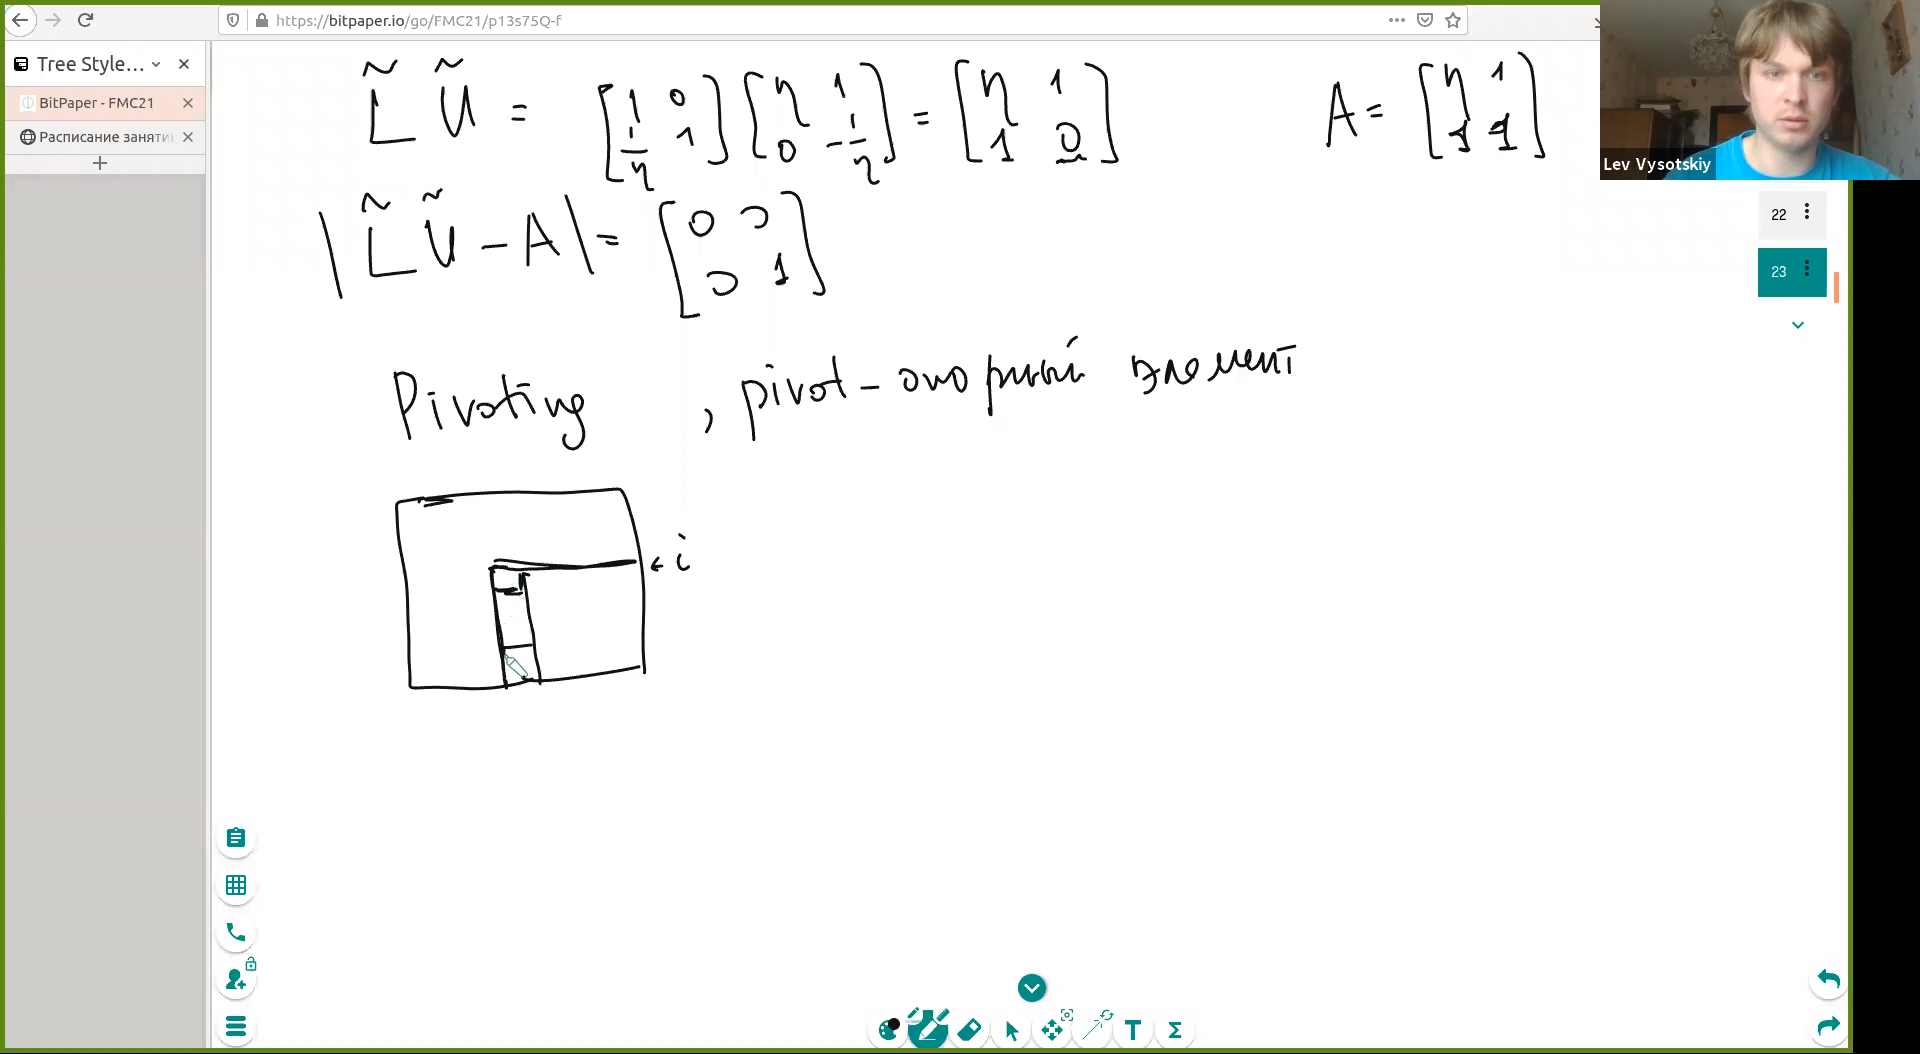 https://bitpaper.io/go/FMC21/p13s75Q-f
Tree Style...
BitPaper - FMC21
Расписание заняти
L̃ Ũ = [1 0; 1/η 1] [η 1; 0 -1/η] = [η 1; 1 0]
A = [η 1; 1 1]
Lev Vysotskiy
22
23
|L̃ Ũ - A| = [0 0; 0 1]
Pivoting , pivot - опорный элемент
← i
T Σ